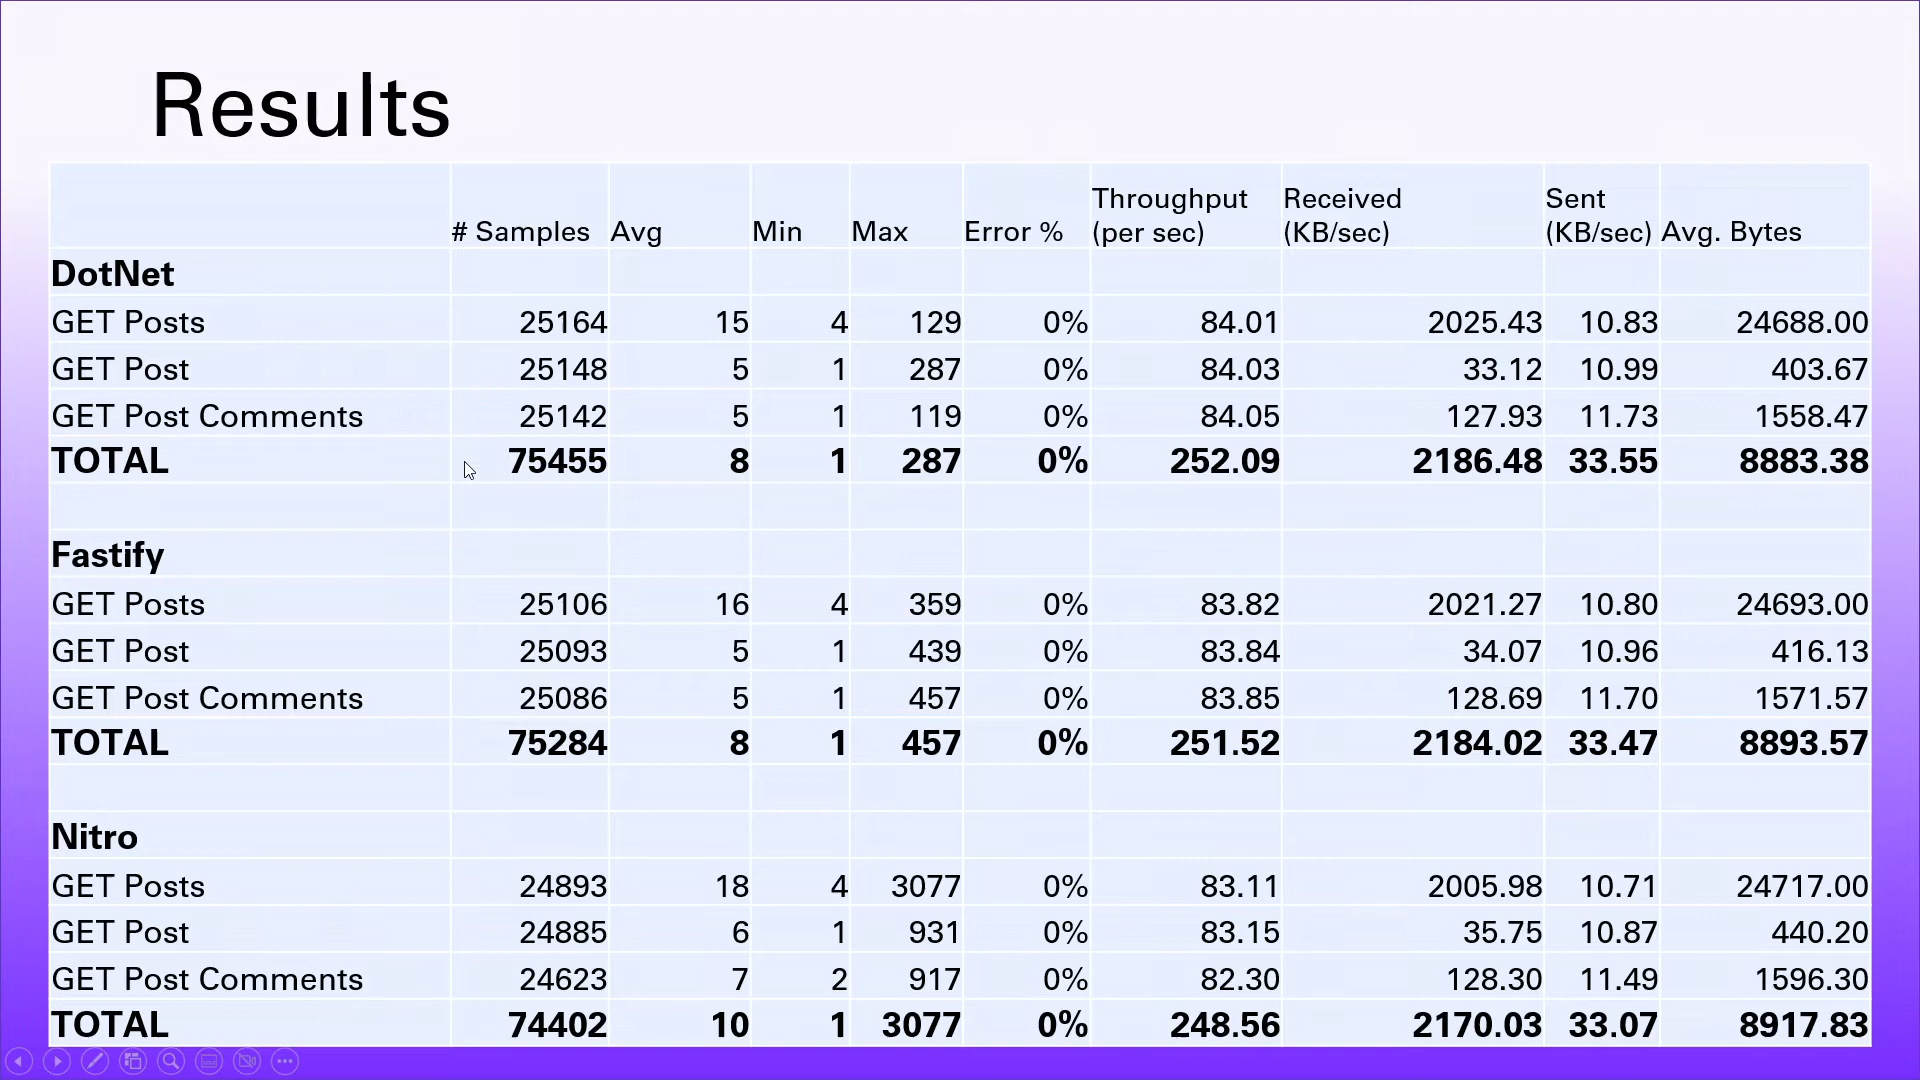 Results
# Samples Avg Min Max Error % Throughput (per sec) Received (KB/sec) Sent (KB/sec) Avg. Bytes
DotNet
GET Posts 25164 15 4 129 0% 84.01 2025.43 10.83 24688.00
GET Post 25148 5 1 287 0% 84.03 33.12 10.99 403.67
GET Post Comments 25142 5 1 119 0% 84.05 127.93 11.73 1558.47
TOTAL 75455 8 1 287 0% 252.09 2186.48 33.55 8883.38
Fastify
GET Posts 25106 16 4 359 0% 83.82 2021.27 10.80 24693.00
GET Post 25093 5 1 439 0% 83.84 34.07 10.96 416.13
GET Post Comments 25086 5 1 457 0% 83.85 128.69 11.70 1571.57
TOTAL 75284 8 1 457 0% 251.52 2184.02 33.47 8893.57
Nitro
GET Posts 24893 18 4 3077 0% 83.11 2005.98 10.71 24717.00
GET Post 24885 6 1 931 0% 83.15 35.75 10.87 440.20
GET Post Comments 24623 7 2 917 0% 82.30 128.30 11.49 1596.30
TOTAL 74402 10 1 3077 0% 248.56 2170.03 33.07 8917.83